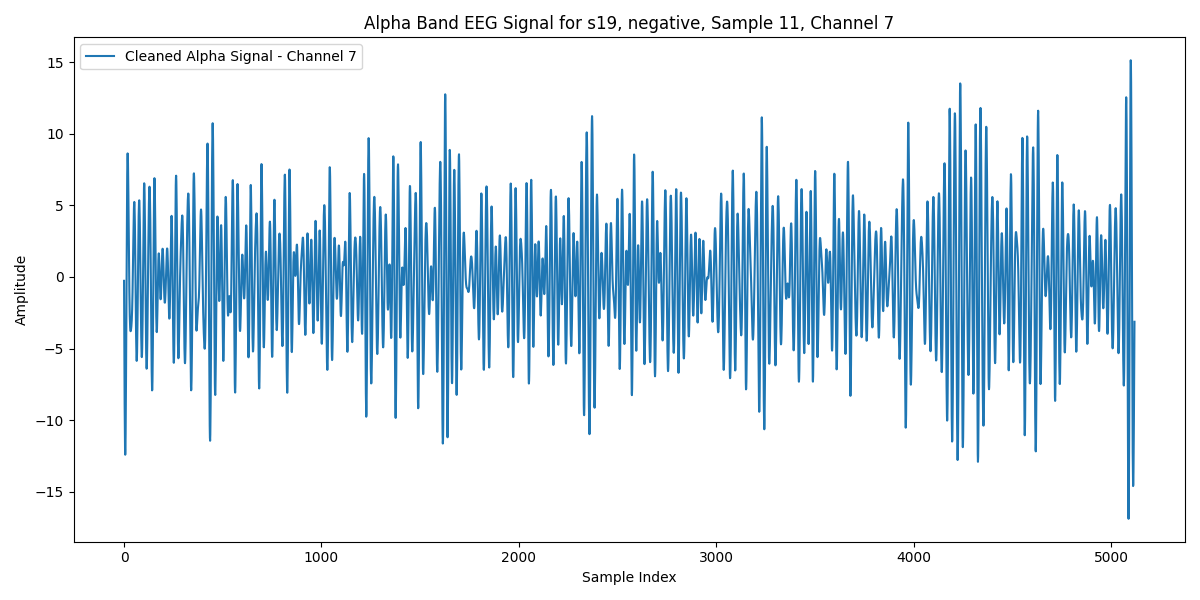 Alpha Band EEG Signal for s19, negative, Sample 11, Channel 7
Cleaned Alpha Signal - Channel 7
Amplitude
15
10
5
0
−5
−10
−15
0 1000 2000 3000 4000 5000
Sample Index